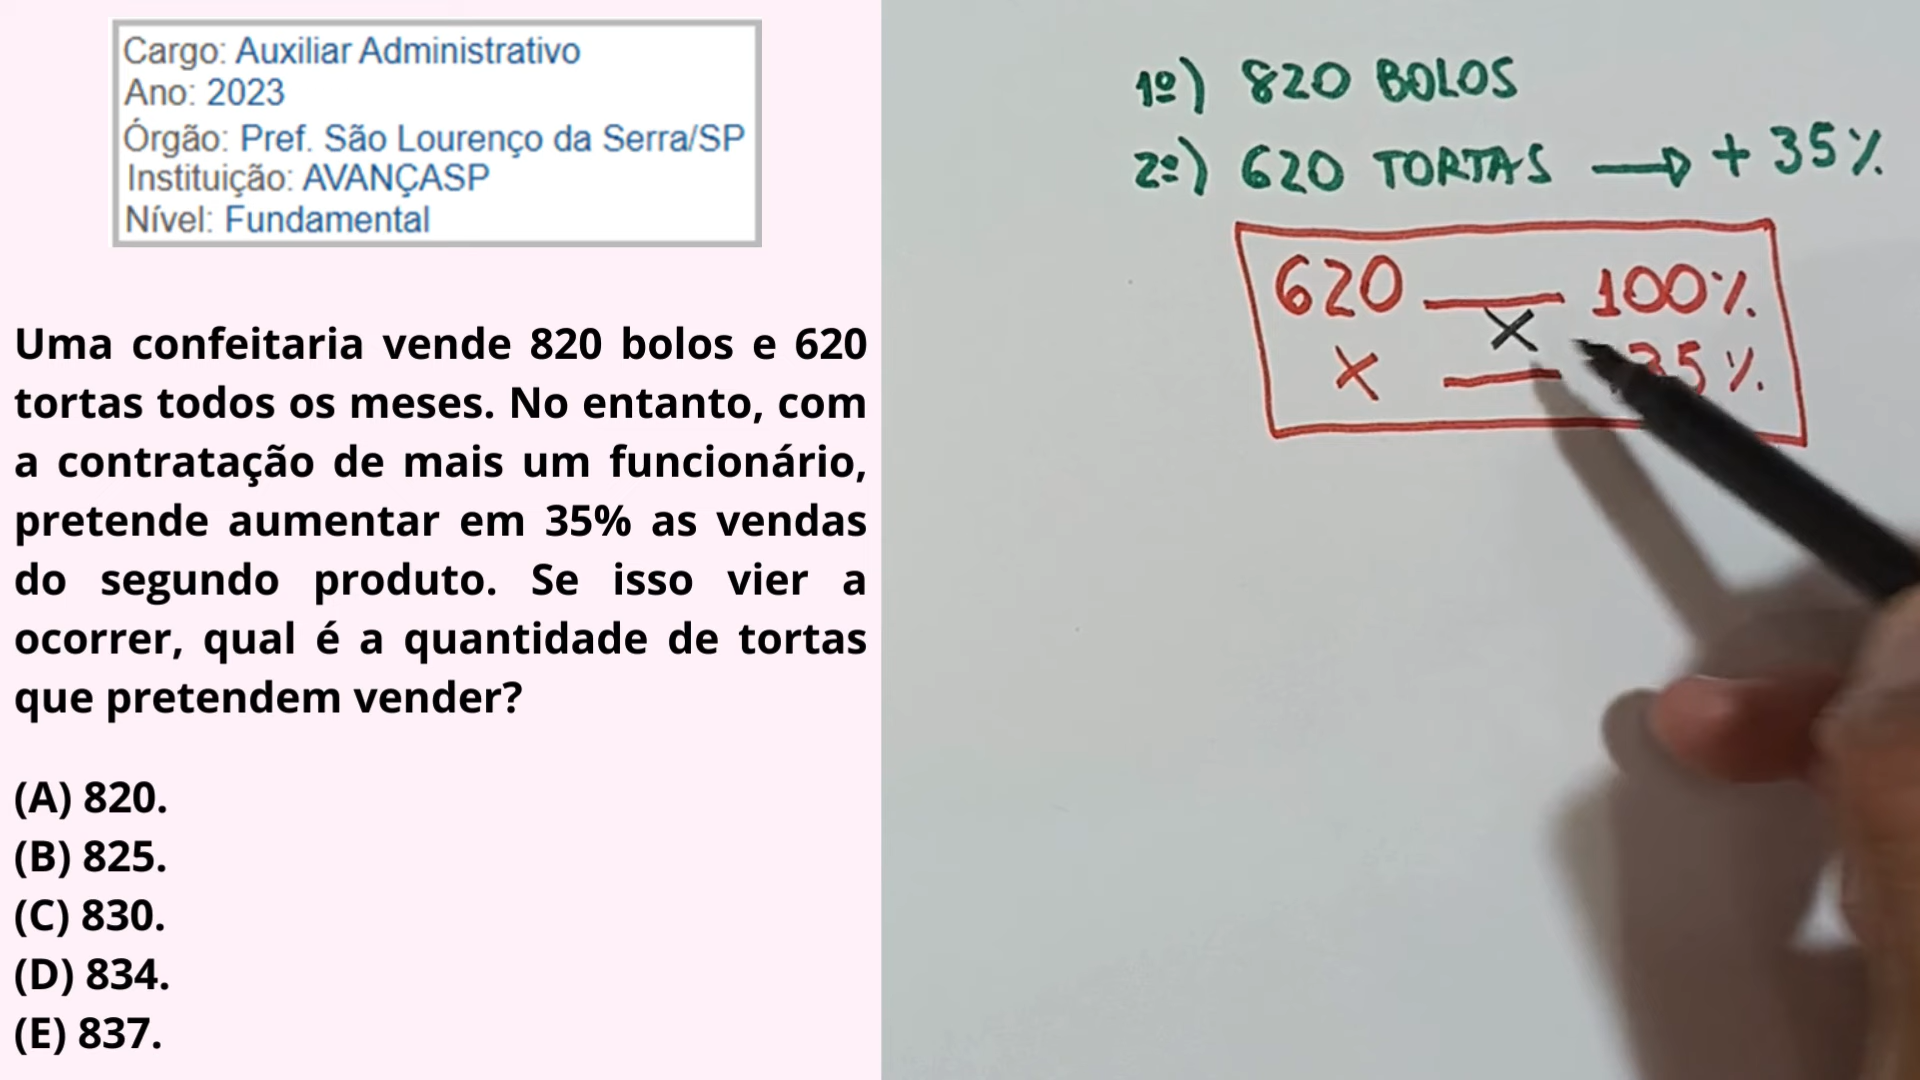 Cargo: Auxiliar Administrativo
Ano: 2023
Órgão: Pref. São Lourenço da Serra/SP
Instituição: AVANÇASP
Nível: Fundamental
Uma confeitaria vende 820 bolos e 620
tortas todos os meses. No entanto, com
a contratação de mais um funcionário,
pretende aumentar em 35% as vendas
do segundo produto. Se isso vier a
ocorrer, qual é a quantidade de tortas
que pretendem vender?
(A) 820.
(B) 825.
(C) 830.
(D) 834.
(E) 837.
1º) 820 BOLOS
2º) 620 TORTAS → + 35%
620 — 100%
X
X — 35%